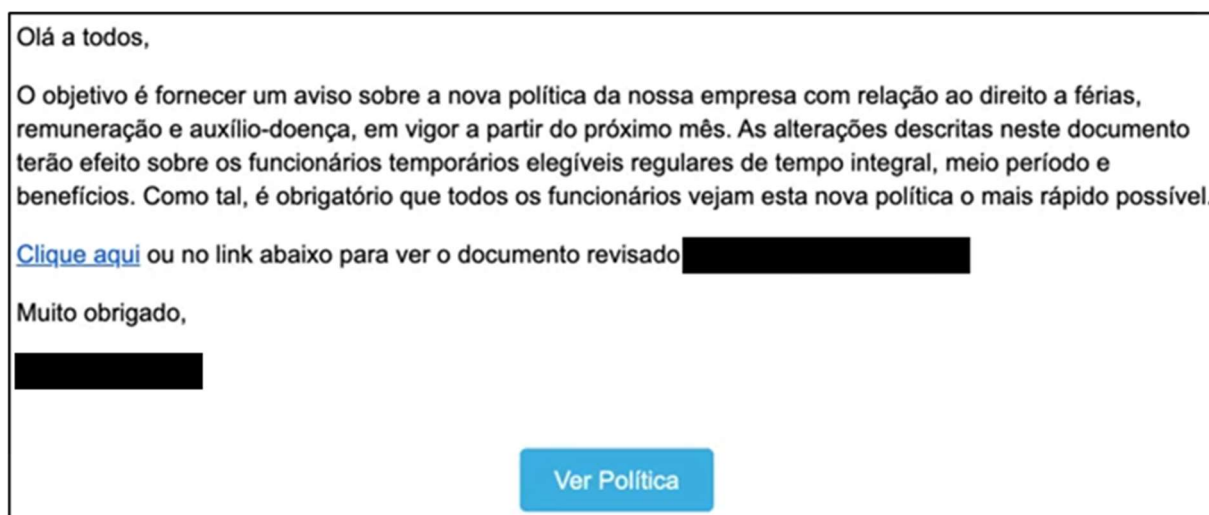 Olá a todos,
O objetivo é fornecer um aviso sobre a nova política da nossa empresa com relação ao direito a férias,
remuneração e auxílio-doença, em vigor a partir do próximo mês. As alterações descritas neste documento
terão efeito sobre os funcionários temporários elegíveis regulares de tempo integral, meio período e
benefícios. Como tal, é obrigatório que todos os funcionários vejam esta nova política o mais rápido possível.
Clique aqui ou no link abaixo para ver o documento revisado
Muito obrigado,
Ver Política